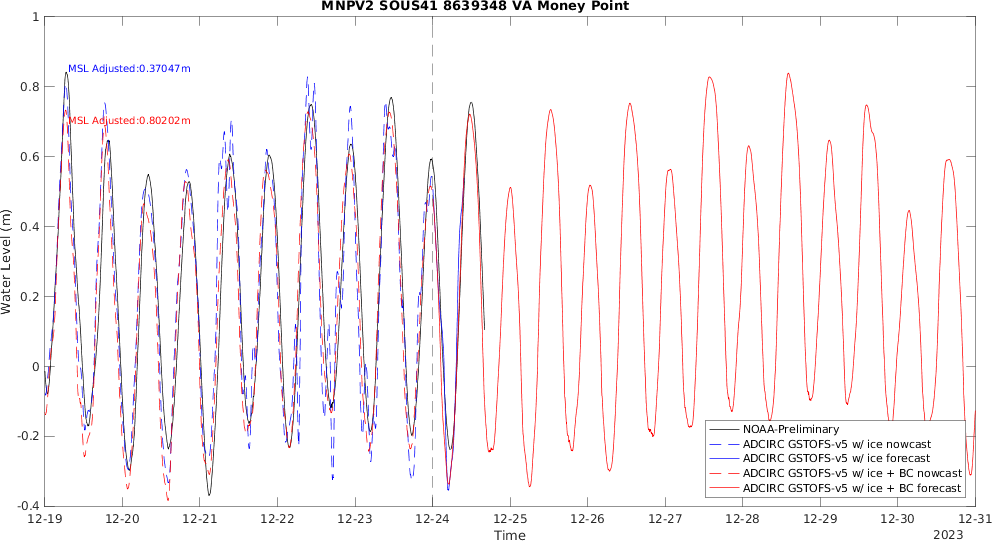 MNPV2 SOUS41 8639348 VA Money Point
1
0.8
0.6
0.4
0.2
0
-0.2
-0.4
Water Level (m)
MSL Adjusted:0.37047m
MSL Adjusted:0.80202m
NOAA-Preliminary
ADCIRC GSTOFS-v5 w/ ice nowcast
ADCIRC GSTOFS-v5 w/ ice forecast
ADCIRC GSTOFS-v5 w/ ice + BC nowcast
ADCIRC GSTOFS-v5 w/ ice + BC forecast
12-19 12-20 12-21 12-22 12-23 12-24 12-25 12-26 12-27 12-28 12-29 12-30 12-31
Time
2023